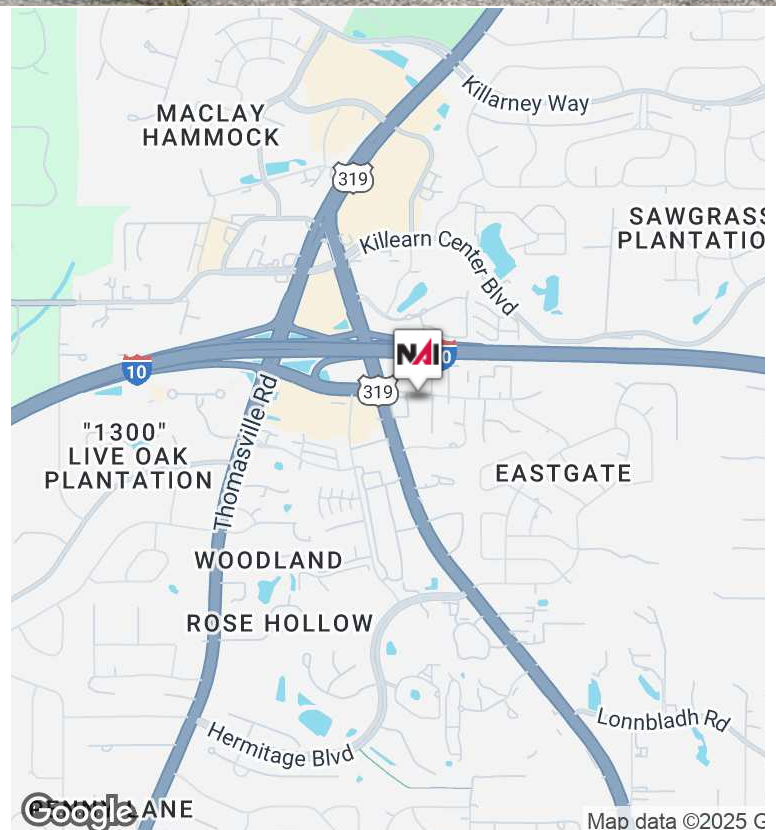 Killarney Way
MACLAY
HAMMOCK
319
SAWGRASS
PLANTATIO
Killearn Center Blvd
NAI
10
0
319
Thomasville Rd
"1300"
LIVE OAK
PLANTATION
EASTGATE
WOODLAND
ROSE HOLLOW
Lonnbladh Rd
Hermitage Blvd
Google
LANE
Map data ©2025 G